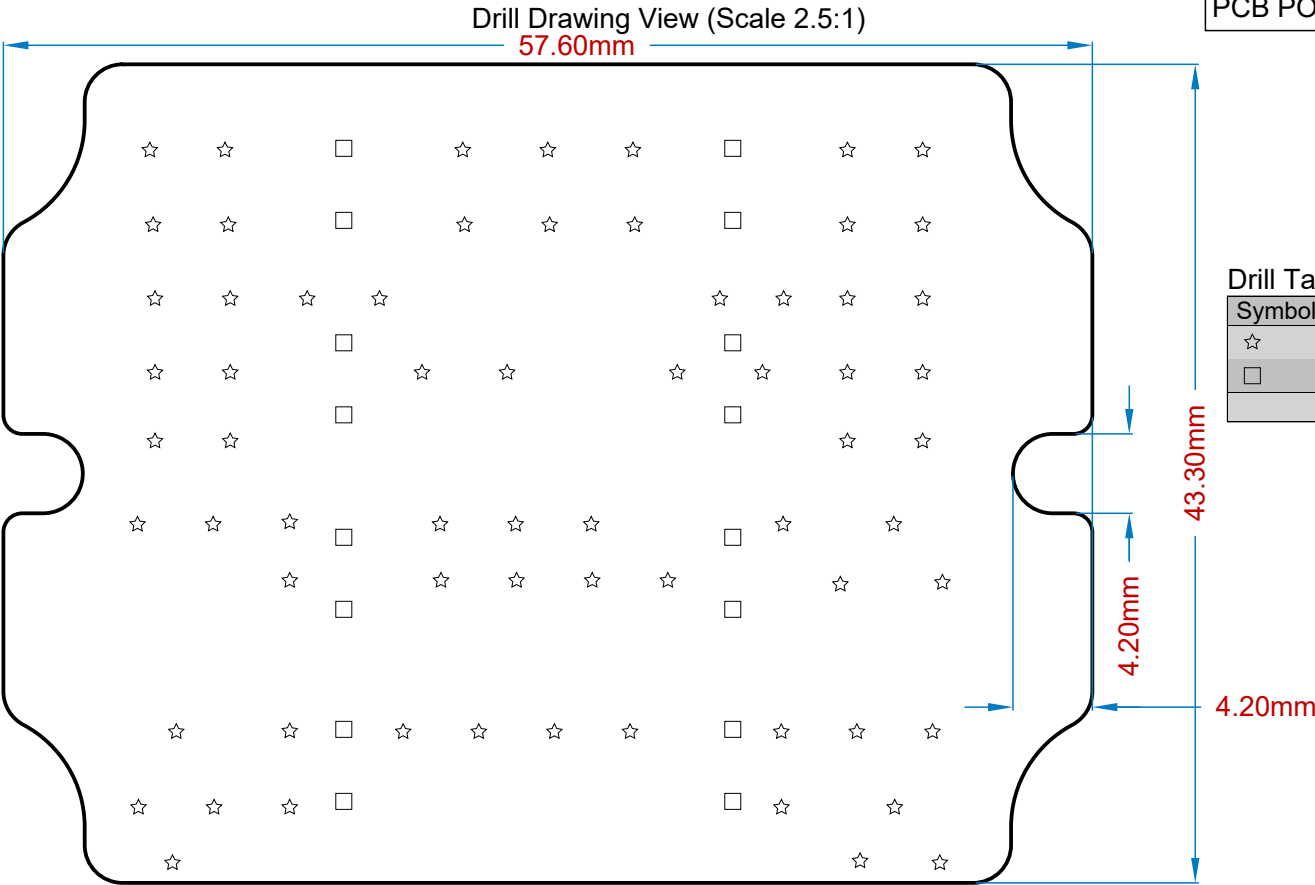 Drill Drawing View (Scale 2.5:1)
PCB PO
57.60mm
Drill Ta
Symbol
43.30mm
4.20mm
4.20mm